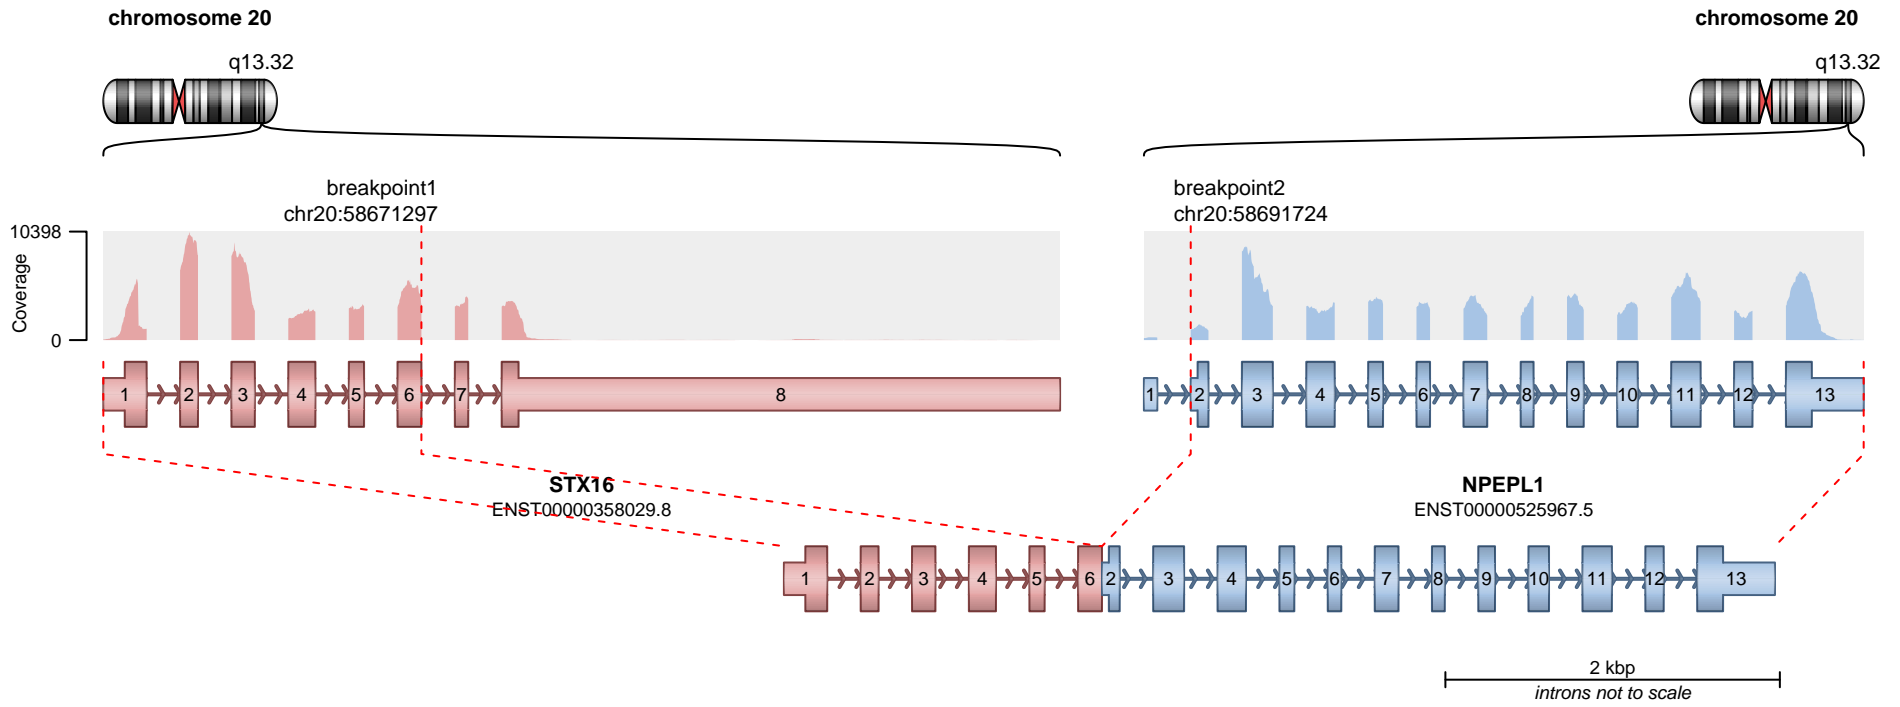 chromosome 20
chromosome 20
q13.32
q13.32
breakpoint1
chr20:58671297
breakpoint2
chr20:58691724
10398
Coverage
0
1 2 3 4 5 6 7 8
1 2 3 4 5 6 7 8 9 10 11 12 13
STX16
ENST00000358029.8
NPEPL1
ENST00000525967.5
1 2 3 4 5 6 2 3 4 5 6 7 8 9 10 11 12 13
2 kbp
introns not to scale